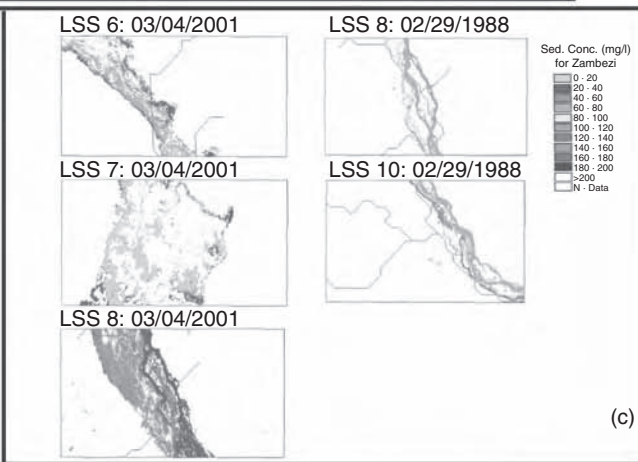 LSS 6: 03/04/2001
LSS 8: 02/29/1988
Sed. Conc. (mg/l)
for Zambezi
0 - 20
20 - 40
40 - 60
60 - 80
80 - 100
100 - 120
120 - 140
140 - 160
160 - 180
180 - 200
>200
N - Data
LSS 7: 03/04/2001
LSS 10: 02/29/1988
LSS 8: 03/04/2001
(c)